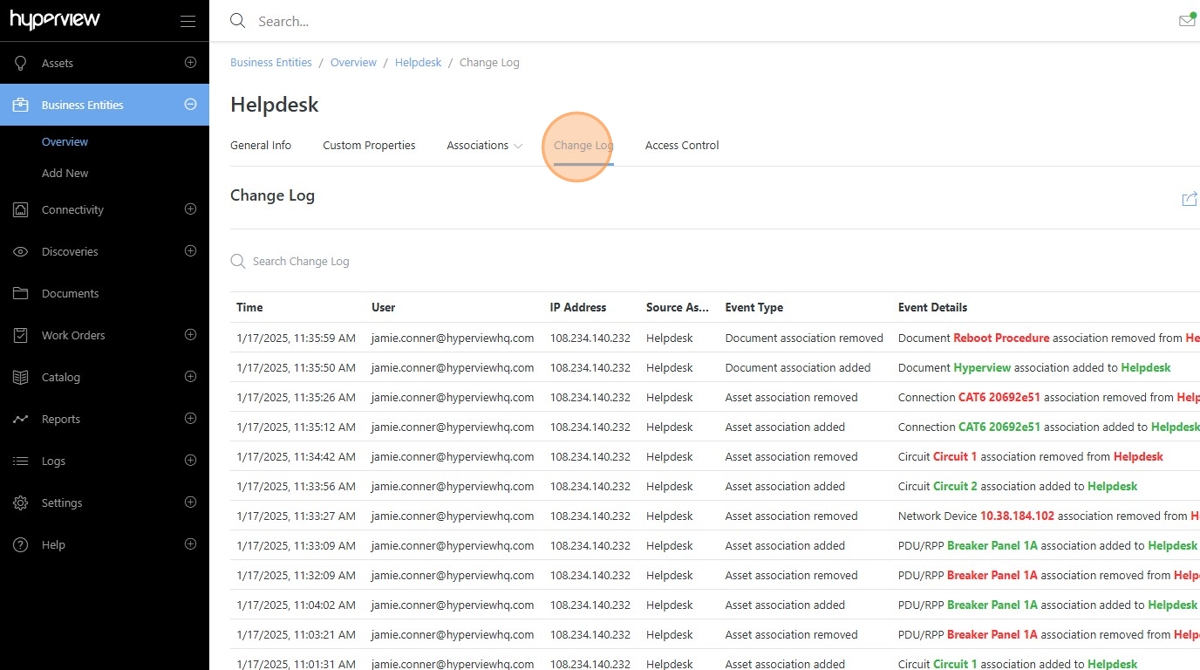 hyperview
Search...
Assets
Business Entities
Overview
Add New
Connectivity
Discoveries
Documents
Work Orders
Catalog
Reports
Logs
Settings
Help
Business Entities / Overview / Helpdesk / Change Log
Helpdesk
General Info Custom Properties Associations Change Log Access Control
Change Log
Search Change Log
Time User IP Address Source As... Event Type Event Details
1/17/2025, 11:35:59 AM jamie.conner@hyperviewhq.com 108.234.140.232 Helpdesk Document association removed Document Reboot Procedure association removed from He
1/17/2025, 11:35:50 AM jamie.conner@hyperviewhq.com 108.234.140.232 Helpdesk Document association added Document Hyperview association added to Helpdesk
1/17/2025, 11:35:26 AM jamie.conner@hyperviewhq.com 108.234.140.232 Helpdesk Asset association removed Connection CAT6 20692e51 association removed from Help
1/17/2025, 11:35:12 AM jamie.conner@hyperviewhq.com 108.234.140.232 Helpdesk Asset association added Connection CAT6 20692e51 association added to Helpdesk
1/17/2025, 11:34:42 AM jamie.conner@hyperviewhq.com 108.234.140.232 Helpdesk Asset association removed Circuit Circuit 1 association removed from Helpdesk
1/17/2025, 11:33:56 AM jamie.conner@hyperviewhq.com 108.234.140.232 Helpdesk Asset association added Circuit Circuit 2 association added to Helpdesk
1/17/2025, 11:33:27 AM jamie.conner@hyperviewhq.com 108.234.140.232 Helpdesk Asset association removed Network Device 10.38.184.102 association removed from H
1/17/2025, 11:33:09 AM jamie.conner@hyperviewhq.com 108.234.140.232 Helpdesk Asset association added PDU/RPP Breaker Panel 1A association added to Helpdesk
1/17/2025, 11:32:09 AM jamie.conner@hyperviewhq.com 108.234.140.232 Helpdesk Asset association removed PDU/RPP Breaker Panel 1A association removed from Help
1/17/2025, 11:04:02 AM jamie.conner@hyperviewhq.com 108.234.140.232 Helpdesk Asset association added PDU/RPP Breaker Panel 1A association added to Helpdesk
1/17/2025, 11:03:21 AM jamie.conner@hyperviewhq.com 108.234.140.232 Helpdesk Asset association removed PDU/RPP Breaker Panel 1A association removed from Help
1/17/2025, 11:01:31 AM jamie.conner@hyperviewhq.com 108.234.140.232 Helpdesk Asset association added Circuit Circuit 1 association added to Helpdesk